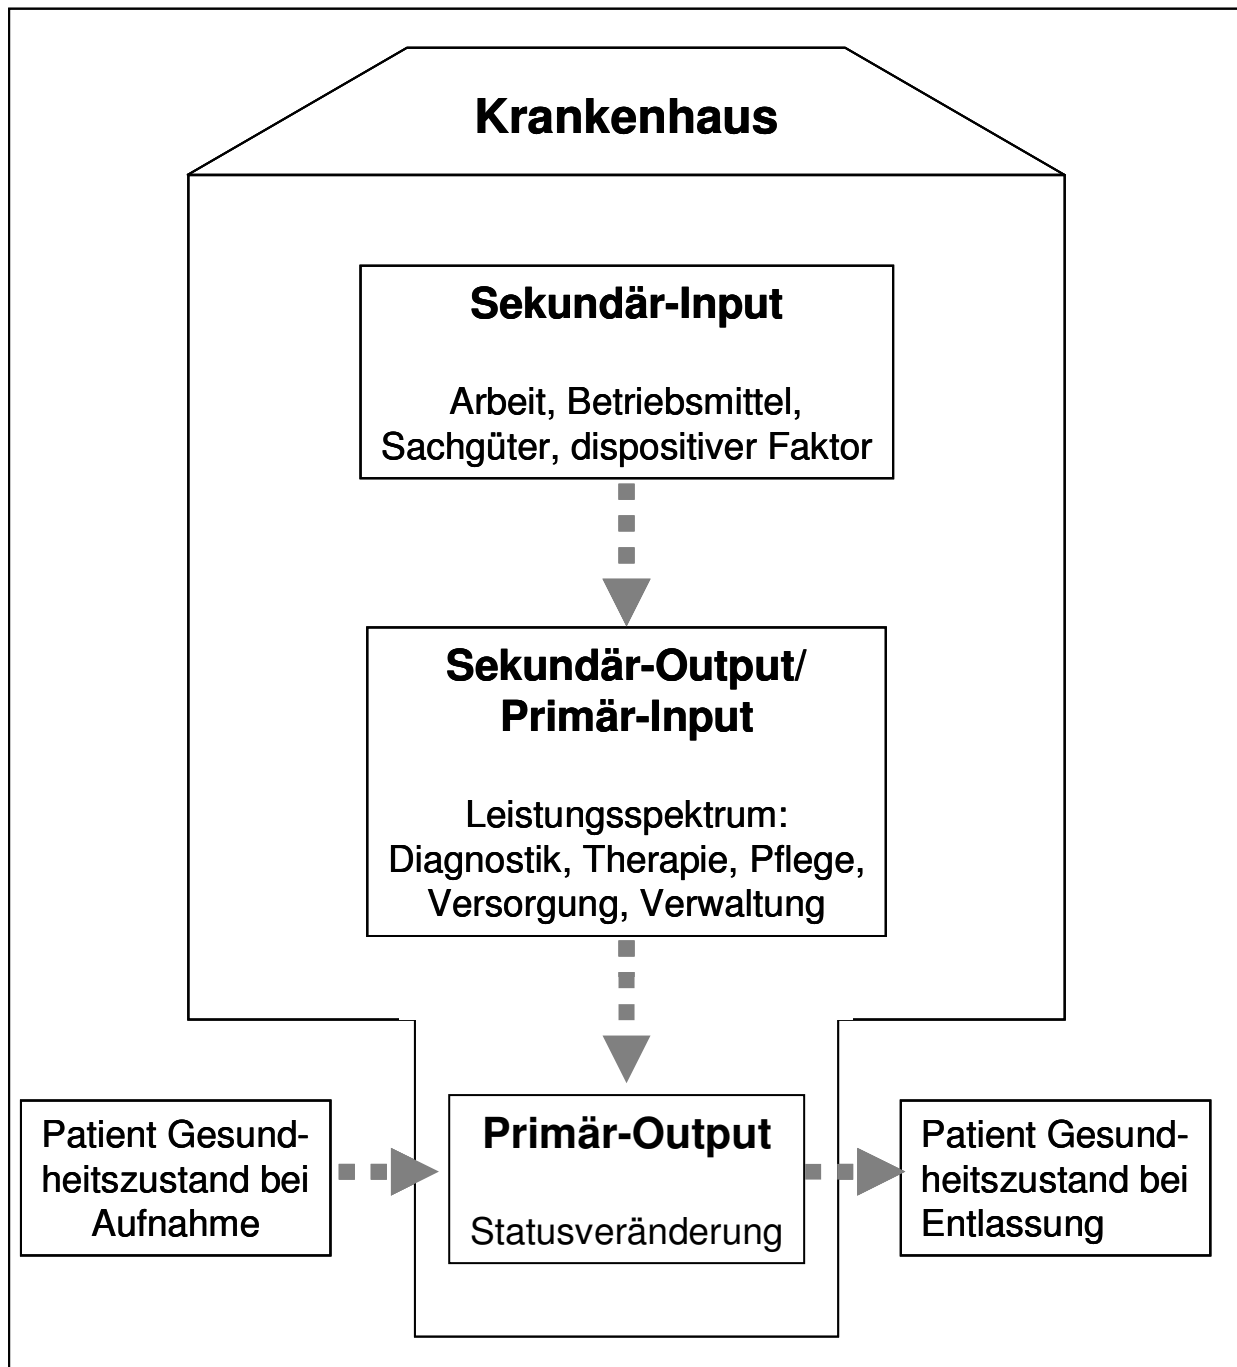 Krankenhaus
Sekundär-Input
Arbeit, Betriebsmittel,
Sachgüter, dispositiver Faktor
Sekundär-Output/
Primär-Input
Leistungsspektrum:
Diagnostik, Therapie, Pflege,
Versorgung, Verwaltung
Patient Gesund-
heitszustand bei
Aufnahme
Primär-Output
Statusveränderung
Patient Gesund-
heitszustand bei
Entlassung